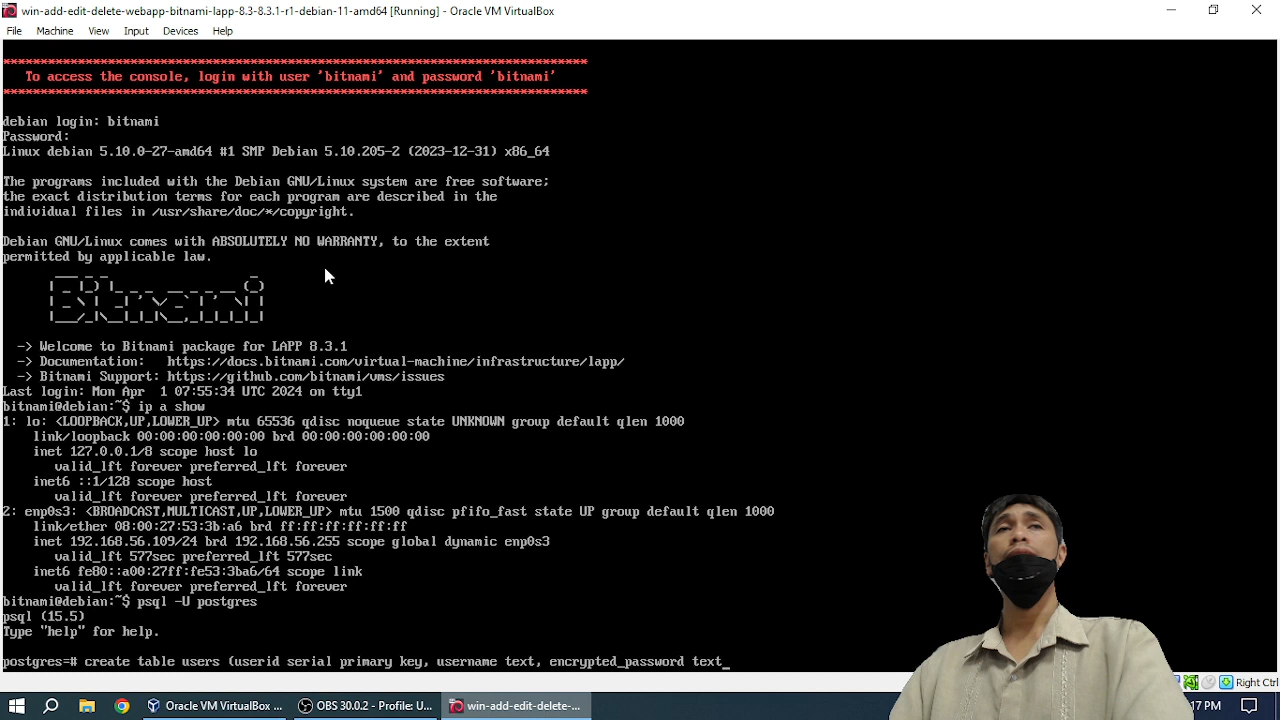 win-add-edit-delete-webapp-bitnami-lapp-8.3-8.3.1-r1-debian-11-amd64 [Running] - Oracle VM VirtualBox
File Machine View Input Devices Help
***************************************************************************
To access the console, login with user 'bitnami' and password 'bitnami'
***************************************************************************
debian login: bitnami
Password:
Linux debian 5.10.0-27-amd64 #1 SMP Debian 5.10.205-2 (2023-12-31) x86_64
The programs included with the Debian GNU/Linux system are free software;
the exact distribution terms for each program are described in the
individual files in /usr/share/doc/*/copyright.
Debian GNU/Linux comes with ABSOLUTELY NO WARRANTY, to the extent
permitted by applicable law.
Bitnami
-> Welcome to Bitnami package for LAPP 8.3.1
-> Documentation: https://docs.bitnami.com/virtual-machine/infrastructure/lapp/
-> Bitnami Support: https://github.com/bitnami/vms/issues
Last login: Mon Apr 1 07:55:34 UTC 2024 on tty1
bitnami@debian:~$ ip a show
1: lo: <LOOPBACK,UP,LOWER_UP> mtu 65536 qdisc noqueue state UNKNOWN group default qlen 1000
link/loopback 00:00:00:00:00:00 brd 00:00:00:00:00:00
inet 127.0.0.1/8 scope host lo
valid_lft forever preferred_lft forever
inet6 ::1/128 scope host
valid_lft forever preferred_lft forever
2: enp0s3: <BROADCAST,MULTICAST,UP,LOWER_UP> mtu 1500 qdisc pfifo_fast state UP group default qlen 1000
link/ether 08:00:27:53:3b:a6 brd ff:ff:ff:ff:ff:ff
inet 192.168.56.109/24 brd 192.168.56.255 scope global dynamic enp0s3
valid_lft 577sec preferred_lft 577sec
inet6 fe80::a00:27ff:fe53:3ba6/64 scope link
valid_lft forever preferred_lft forever
bitnami@debian:~$ psql -U postgres
psql (15.5)
Type "help" for help.
postgres=# create table users (userid serial primary key, username text, encrypted_password text_
Right Ctrl
Oracle VM VirtualBox ... OBS 30.0.2 - Profile: U... win-add-edit-delete-... :17 PM